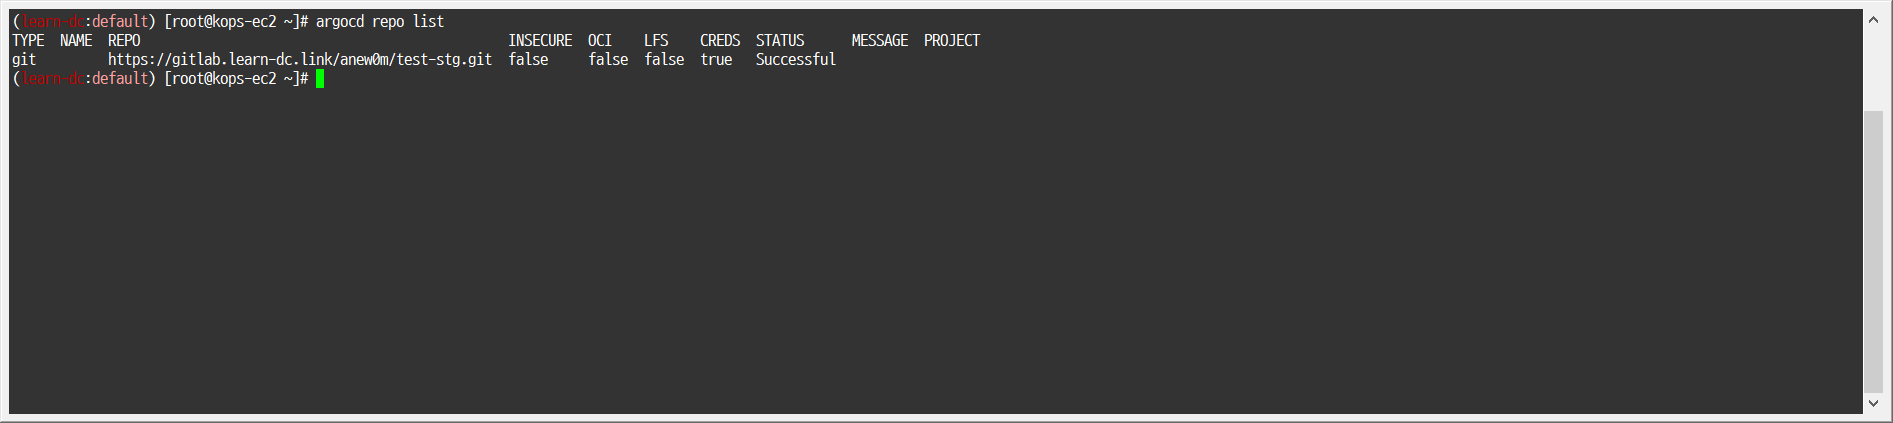 (learn-dc:default) [root@kops-ec2 ~]# argocd repo list
TYPE  NAME  REPO                                              INSECURE  OCI    LFS    CREDS  STATUS      MESSAGE  PROJECT
git         https://gitlab.learn-dc.link/anew0m/test-stg.git  false     false  false  true   Successful
(learn-dc:default) [root@kops-ec2 ~]#